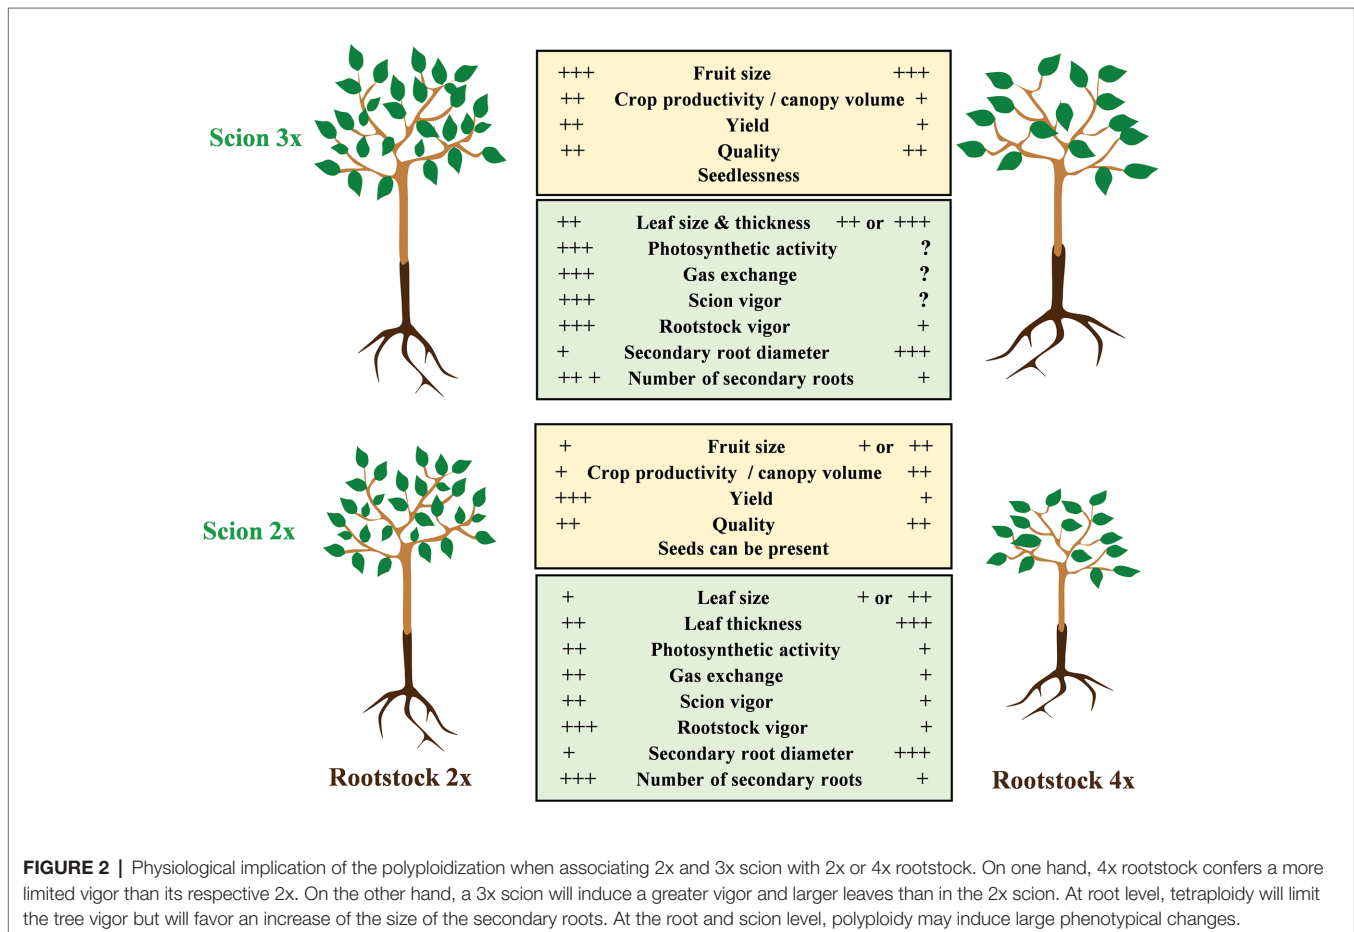 +++ Fruit size +++
++ Crop productivity / canopy volume +
Scion 3x
++ Yield +
++ Quality ++
Seedlessness
++ Leaf size & thickness ++ or +++
+++ Photosynthetic activity ?
+++ Gas exchange ?
+++ Scion vigor ?
+++ Rootstock vigor +
+ Secondary root diameter +++
++ + Number of secondary roots +
+ Fruit size + or ++
+ Crop productivity / canopy volume ++
+++ Yield +
Scion 2x
++ Quality ++
Seeds can be present
+ Leaf size + or ++
++ Leaf thickness +++
++ Photosynthetic activity +
++ Gas exchange +
++ Scion vigor +
+++ Rootstock vigor +
+ Secondary root diameter +++
+++ Number of secondary roots +
Rootstock 2x
Rootstock 4x
FIGURE 2 | Physiological implication of the polyploidization when associating 2x and 3x scion with 2x or 4x rootstock. On one hand, 4x rootstock confers a more
limited vigor than its respective 2x. On the other hand, a 3x scion will induce a greater vigor and larger leaves than in the 2x scion. At root level, tetraploidy will limit
the tree vigor but will favor an increase of the size of the secondary roots. At the root and scion level, polyploidy may induce large phenotypical changes.